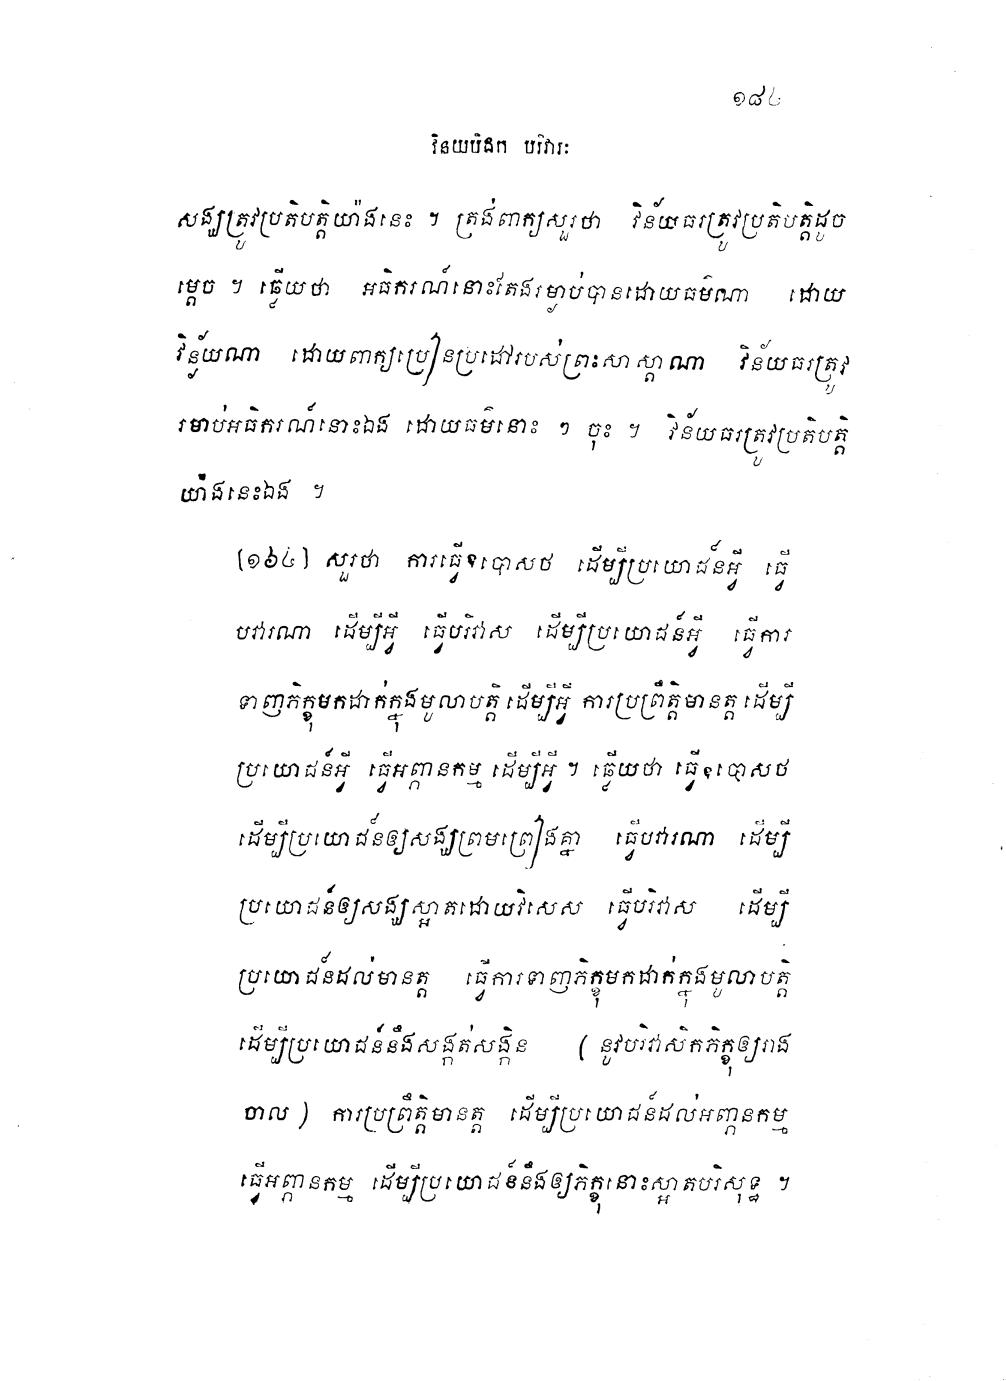 ១៨៤
វិនយបិដក បរិវារៈ
សង្ឃត្រូវប្រតិបត្តិយ៉ាងនេះ ។ ត្រង់ពាក្យសួរថា វិន័យធរត្រូវប្រតិបត្តិដូច
ម្តេច ។ ឆ្លើយថា អធិករណ៍នោះតែងរម្ងាប់បានដោយធម៌ណា ដោយ
វិន័យណា ដោយពាក្យប្រៀនប្រដៅរបស់ព្រះសាស្តាណា វិន័យធរត្រូវ
រមាប់អធិករណ៍នោះឯង ដោយធម៌នោះ ៗ ចុះ ។ វិន័យធរត្រូវប្រតិបត្តិ
យ៉ាងនេះឯង ។
(១៦៤) សួរថា ការធ្វើឧបោសថ ដើម្បីប្រយោជន៍អ្វី ធ្វើ
បវារណា ដើម្បីអ្វី ធ្វើបរិវាស ដើម្បីប្រយោជន៍អ្វី ធ្វើការ
ទាញភិក្ខុមកដាក់ក្នុងមូលាបត្តិ ដើម្បីអ្វី ការប្រព្រឹត្តិមានត្ត ដើម្បី
ប្រយោជន៍អ្វី ធ្វើអព្ភានកម្ម ដើម្បីអ្វី ។ ឆ្លើយថា ធ្វើឧបោសថ
ដើម្បីប្រយោជន៍ឲ្យសង្ឃព្រមព្រៀងគ្នា ធ្វើបវារណា ដើម្បី
ប្រយោជន៍ឲ្យសង្ឃស្អាតដោយវិសេស ធ្វើបរិវាស ដើម្បី
ប្រយោជន៍ដល់មានត្ត ធ្វើការទាញភិក្ខុមកដាក់ក្នុងមូលាបត្តិ
ដើម្បីប្រយោជន៍នឹងសង្កត់សង្កិន ( នូវបរិវាសិកភិក្ខុឲ្យរាង
ចាល ) ការប្រព្រឹត្តិមានត្ត ដើម្បីប្រយោជន៍ដល់អព្ភានកម្ម
ធ្វើអព្ភានកម្ម ដើម្បីប្រយោជន៍នឹងឲ្យភិក្ខុនោះស្អាតបរិសុទ្ធ ។